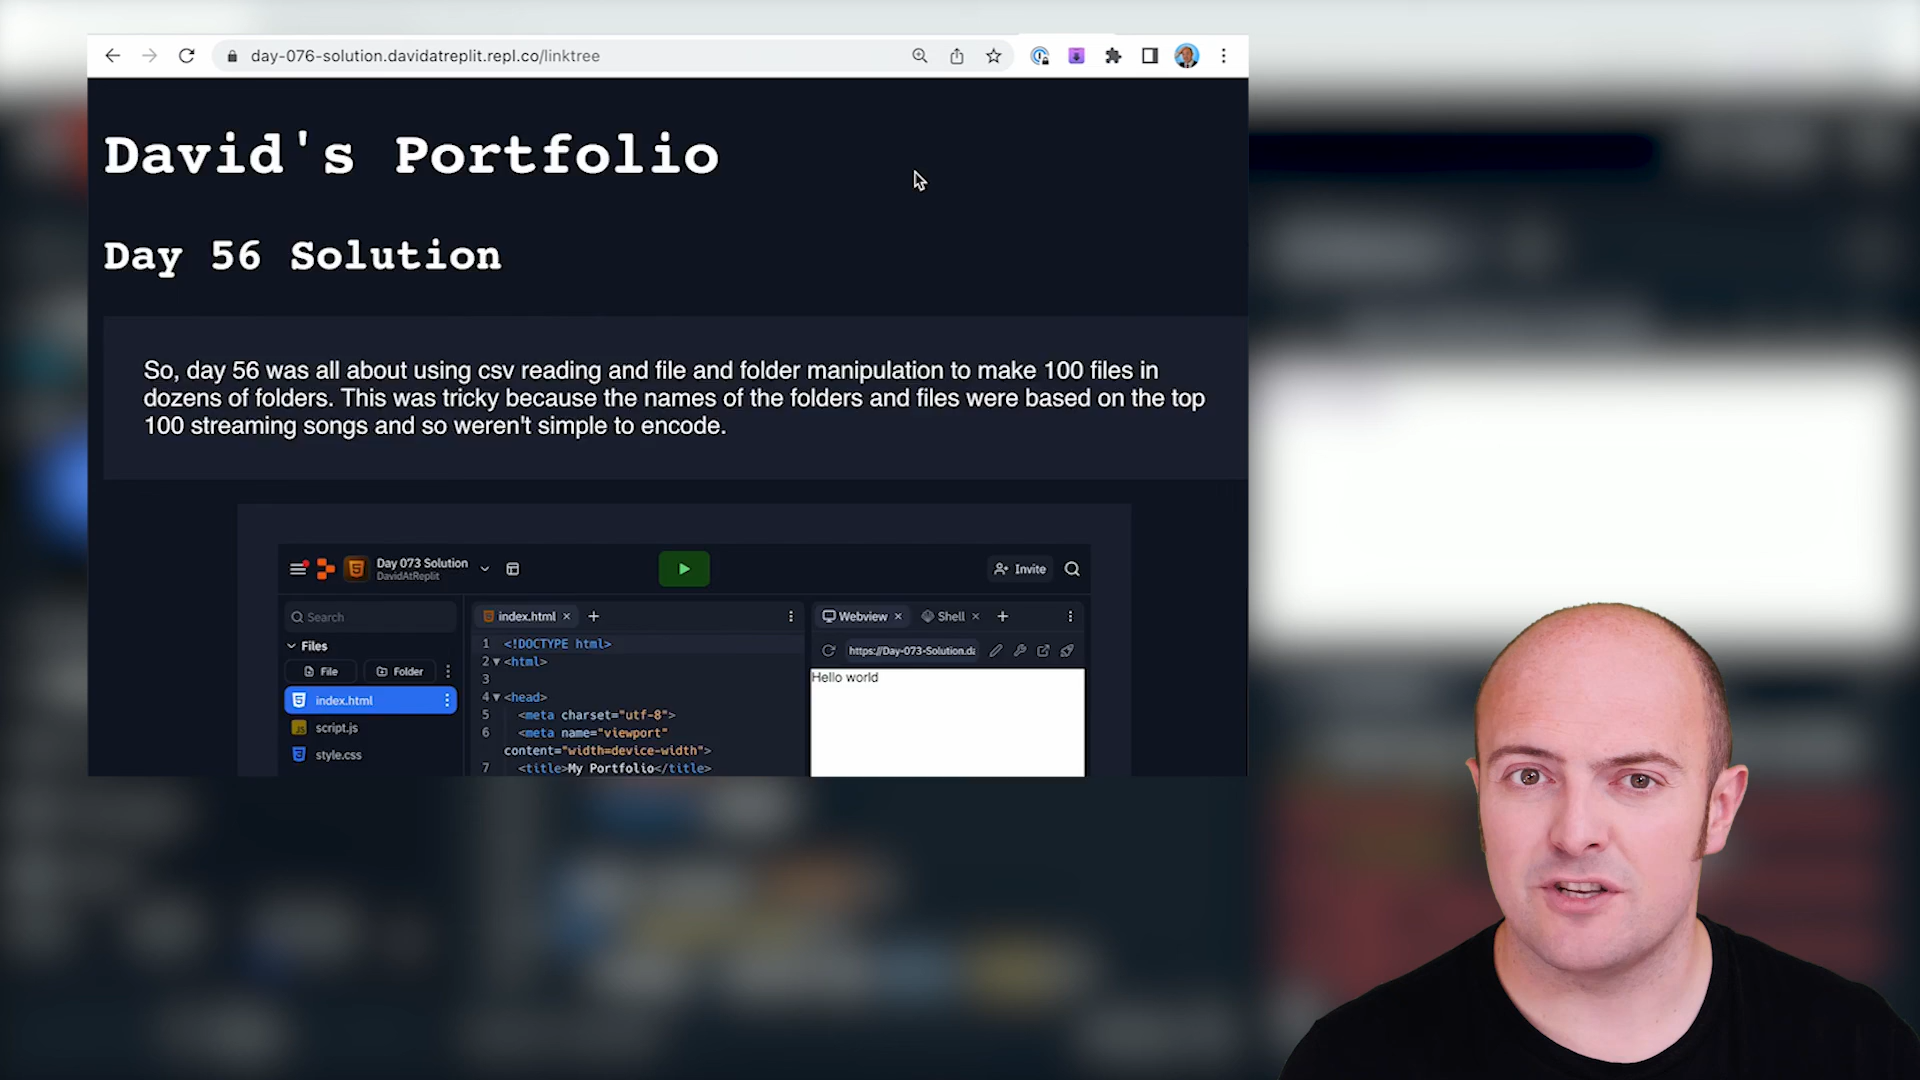 day-076-solution.davidatreplit.repl.co/linktree
David's Portfolio
Day 56 Solution
So, day 56 was all about using csv reading and file and folder manipulation to make 100 files in
dozens of folders. This was tricky because the names of the folders and files were based on the top
100 streaming songs and so weren't simple to encode.
Day 073 Solution
DavidAtReplit
Invite
Search
index.html
Webview
Shell
Files
https://Day-073-Solution.da
File
Folder
index.html
script.js
style.css
1 <!DOCTYPE html>
2 <html>
3
4 <head>
5 <meta charset="utf-8">
6 <meta name="viewport"
content="width=device-width">
7 <title>My Portfolio</title>
Hello world